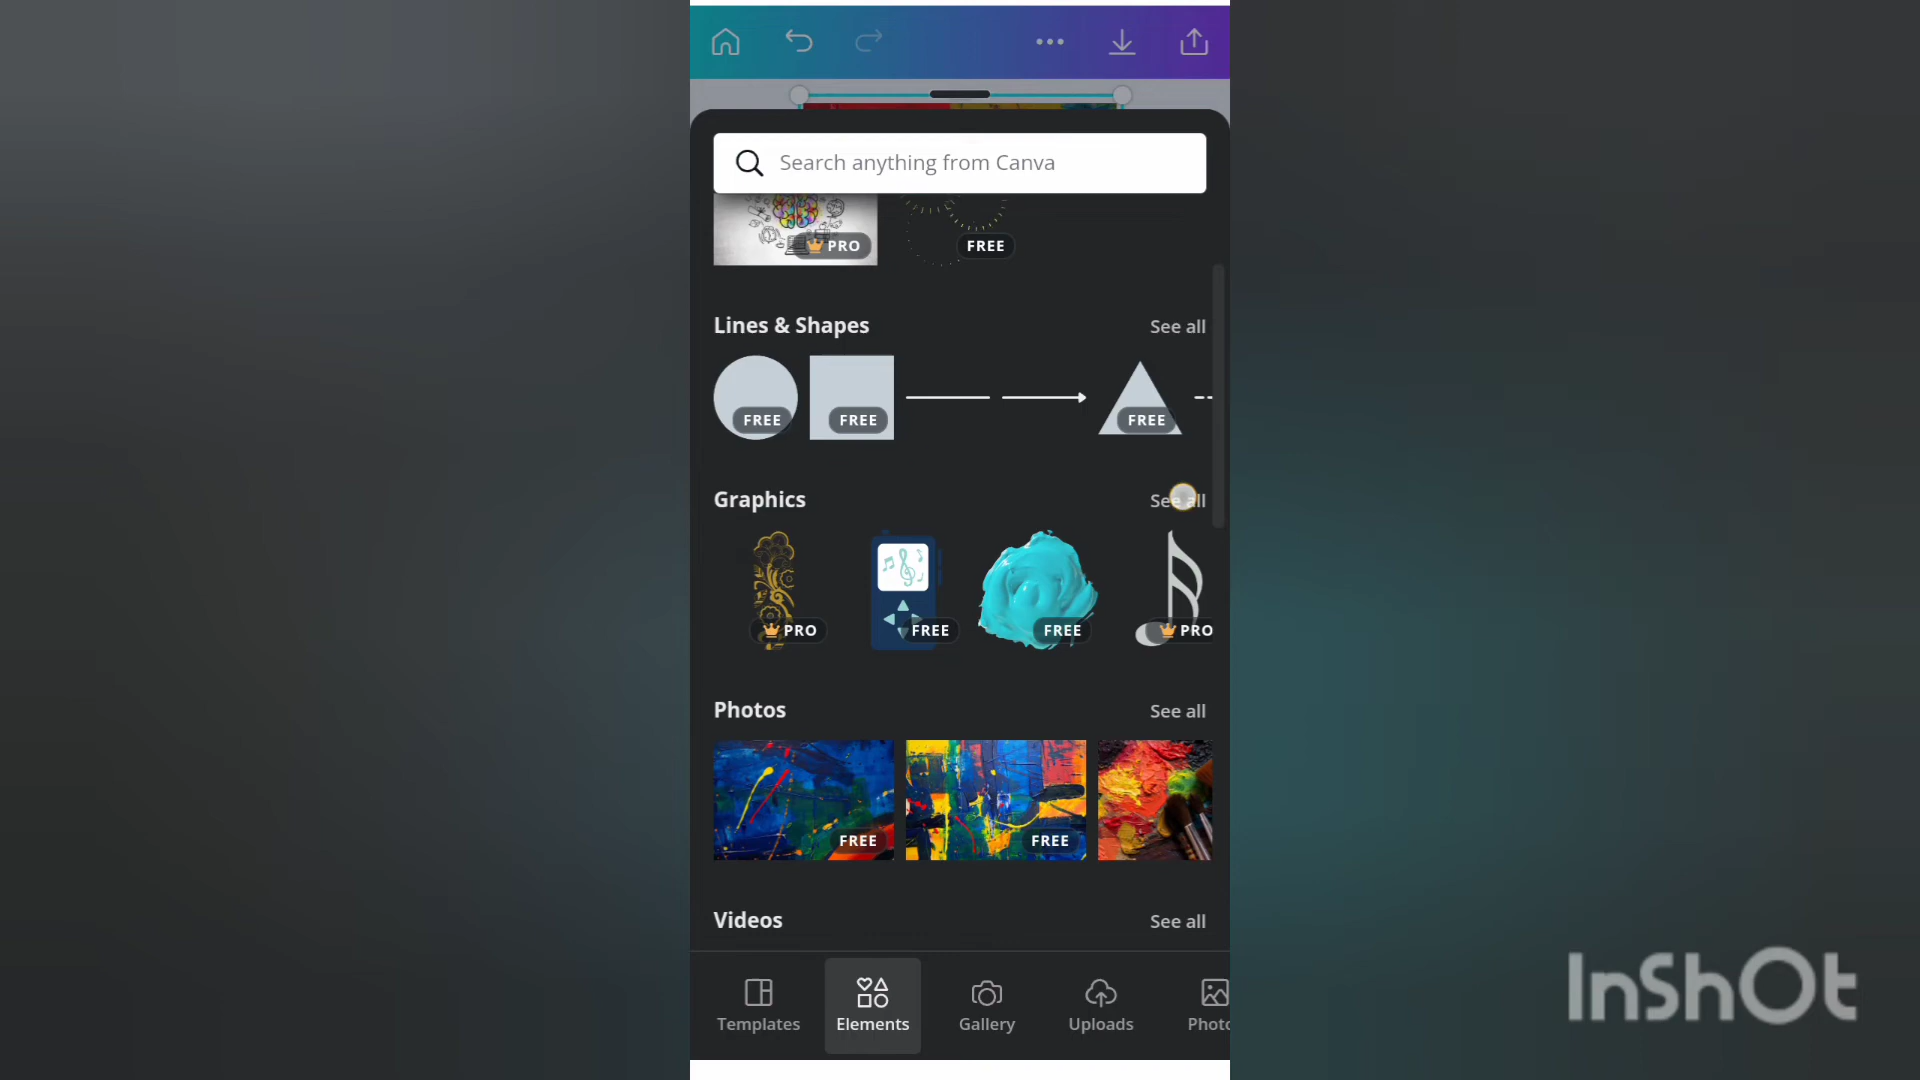 Search anything from Canva
PRO
FREE
Lines & Shapes
See all
FREE
FREE
FREE
Graphics
See all
PRO
FREE
FREE
PRO
Photos
See all
FREE
FREE
Videos
See all
Templates
Elements
Gallery
Uploads
Photo
InShOt